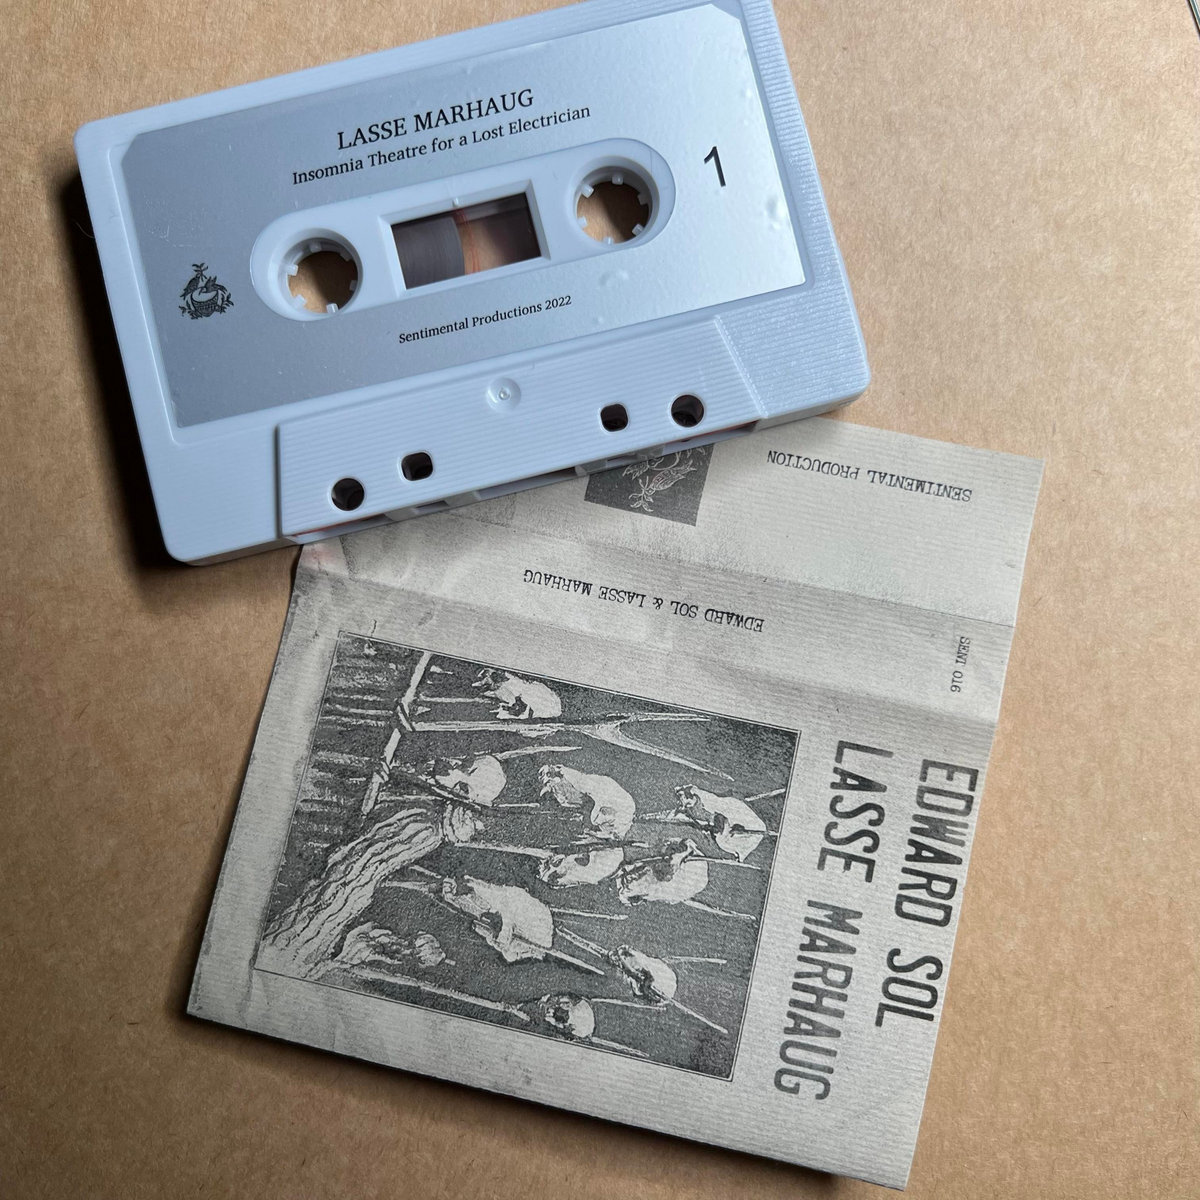 LASSE MARHAUG
Insomnia Theatre for a Lost Electrician
1
Sentimental Productions 2022
SENTIMENTAL PRODUCTION
EDWARD SOL & LASSE MARHAUG
SENT 016
EDWARD SOL
LASSE MARHAUG